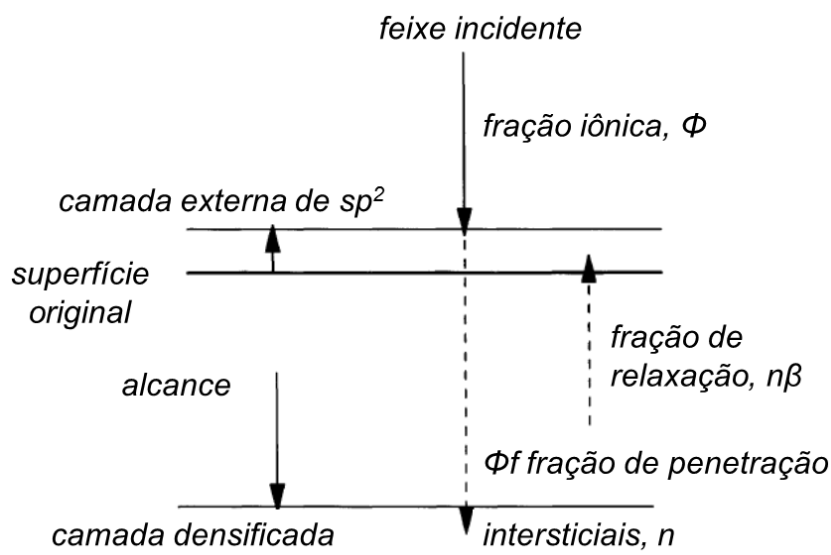 feixe incidente
fração iônica, Φ
camada externa de sp²
superfície
original
fração de
relaxação, nβ
alcance
Φf fração de penetração
camada densificada
intersticiais, n